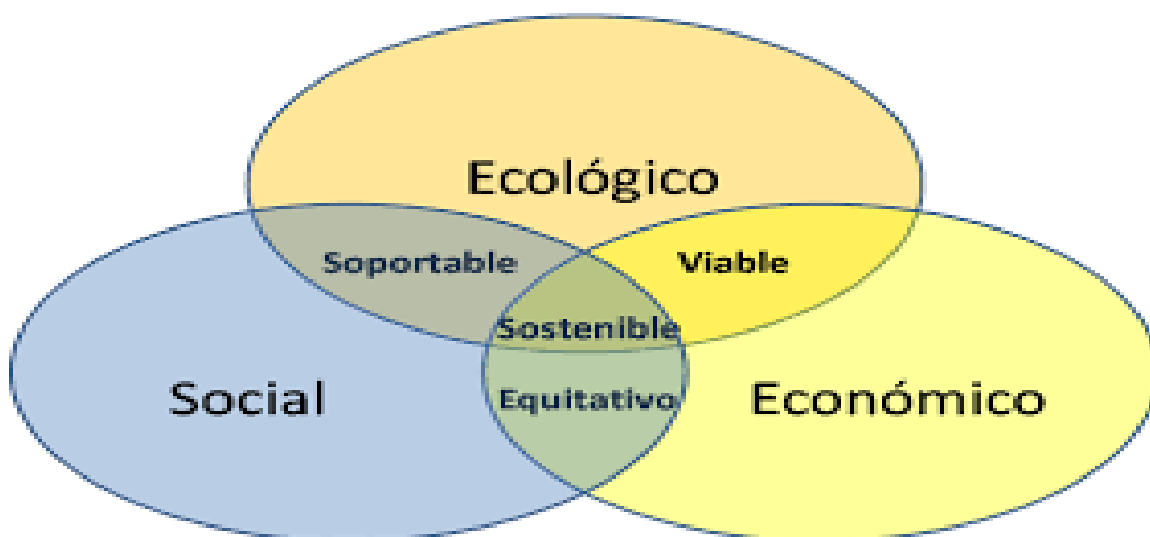 Ecológico
Soportable
Viable
Sostenible
Social
Equitativo
Económico